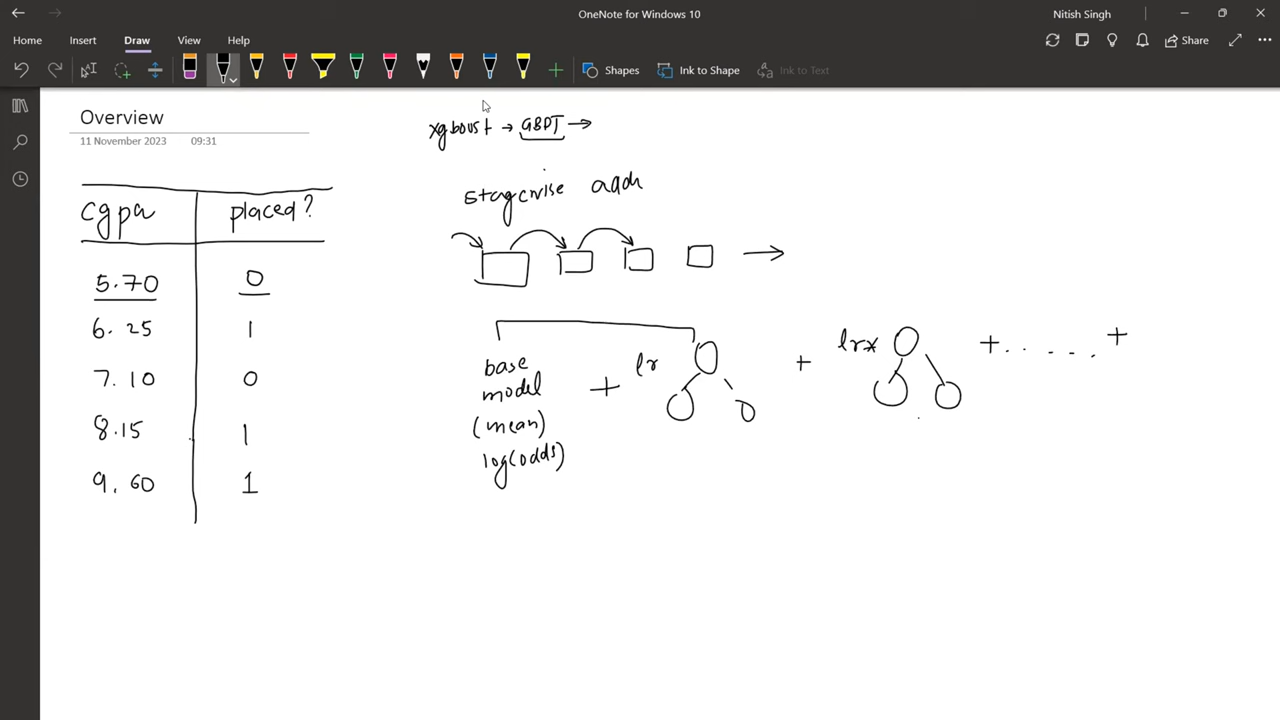 OneNote for Windows 10
Nitish Singh
Home Insert Draw View Help
Share
Shapes
Ink to Shape
Ink to Text
Overview
11 November 2023 09:31
xgboost → GBDT →
stagewise addi
cgpa placed?
5.70 0
6.25 1
7.10 0
8.15 1
9.60 1
base
model
(mean)
log(odds)
+ lr + lrx + ..... +